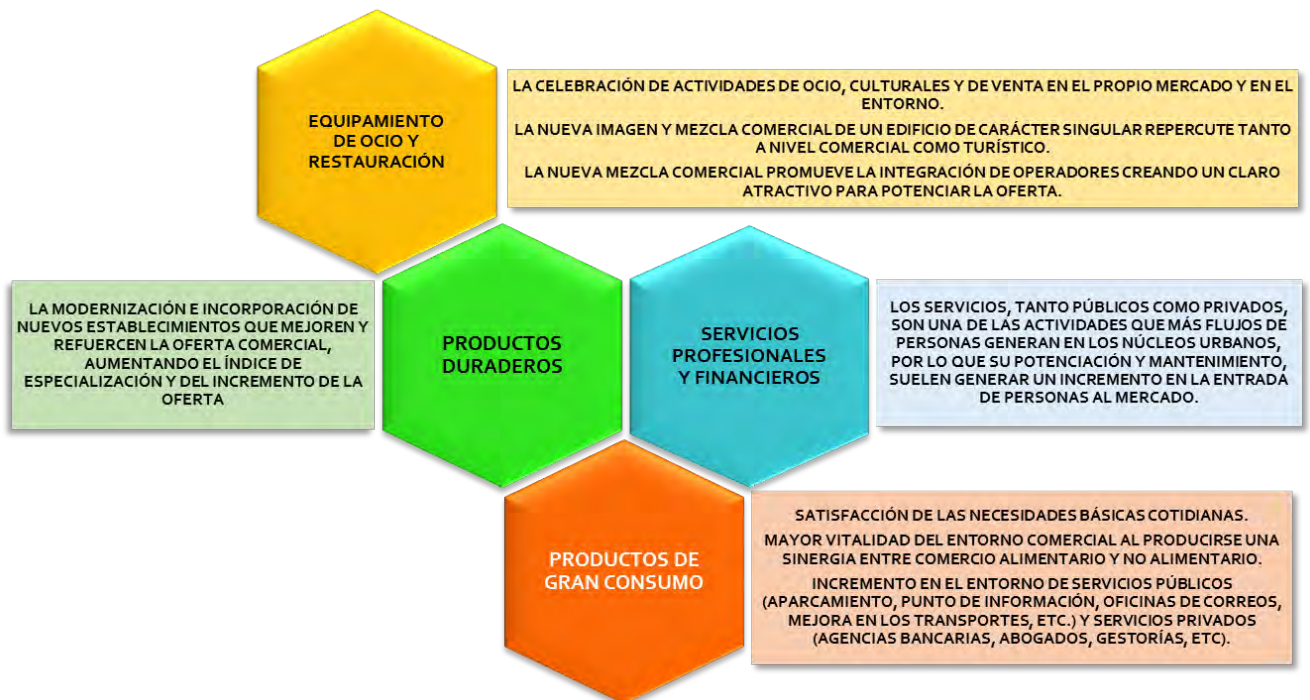 EQUIPAMIENTO
DE OCIO Y
RESTAURACIÓN
LA CELEBRACIÓN DE ACTIVIDADES DE OCIO, CULTURALES Y DE VENTA EN EL PROPIO MERCADO Y EN EL
ENTORNO.
LA NUEVA IMAGEN Y MEZCLA COMERCIAL DE UN EDIFICIO DE CARÁCTER SINGULAR REPERCUTE TANTO
A NIVEL COMERCIAL COMO TURÍSTICO.
LA NUEVA MEZCLA COMERCIAL PROMUEVE LA INTEGRACIÓN DE OPERADORES CREANDO UN CLARO
ATRACTIVO PARA POTENCIAR LA OFERTA.
LA MODERNIZACIÓN E INCORPORACIÓN DE
NUEVOS ESTABLECIMIENTOS QUE MEJOREN Y
REFUERCEN LA OFERTA COMERCIAL,
AUMENTANDO EL ÍNDICE DE
ESPECIALIZACIÓN Y DEL INCREMENTO DE LA
OFERTA
PRODUCTOS
DURADEROS
SERVICIOS
PROFESIONALES
Y FINANCIEROS
LOS SERVICIOS, TANTO PÚBLICOS COMO PRIVADOS,
SON UNA DE LAS ACTIVIDADES QUE MÁS FLUJOS DE
PERSONAS GENERAN EN LOS NÚCLEOS URBANOS,
POR LO QUE SU POTENCIACIÓN Y MANTENIMIENTO,
SUELEN GENERAR UN INCREMENTO EN LA ENTRADA
DE PERSONAS AL MERCADO.
PRODUCTOS DE
GRAN CONSUMO
SATISFACCIÓN DE LAS NECESIDADES BÁSICAS COTIDIANAS.
MAYOR VITALIDAD DEL ENTORNO COMERCIAL AL PRODUCIRSE UNA
SINERGIA ENTRE COMERCIO ALIMENTARIO Y NO ALIMENTARIO.
INCREMENTO EN EL ENTORNO DE SERVICIOS PÚBLICOS
(APARCAMIENTO, PUNTO DE INFORMACIÓN, OFICINAS DE CORREOS,
MEJORA EN LOS TRANSPORTES, ETC.) Y SERVICIOS PRIVADOS
(AGENCIAS BANCARIAS, ABOGADOS, GESTORÍAS, ETC).